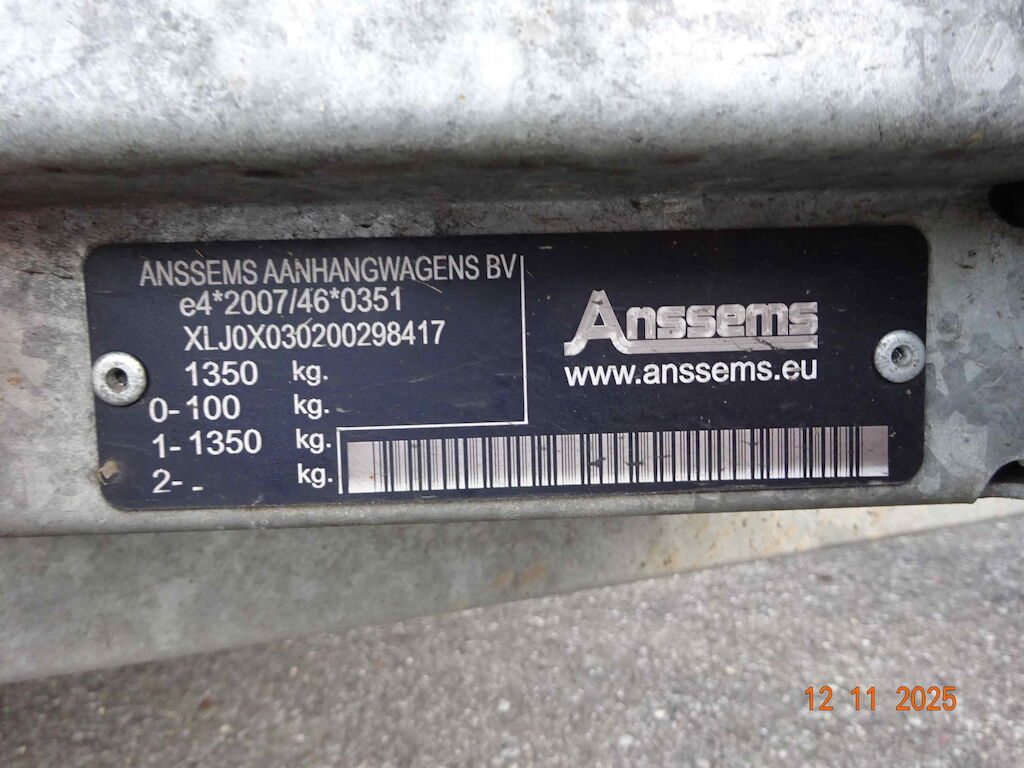 ANSSEMS AANHANGWAGENS BV
e4*2007/46*0351
XLJ0X030200298417
1350 kg.
0- 100 kg.
1- 1350 kg.
2- - kg.
Anssems
www.anssems.eu
12 11 2025